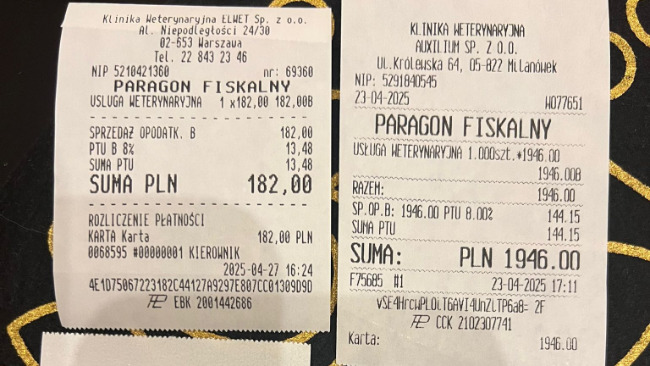 Klinika Weterynaryjna ELWET Sp. z o.o.
Al. Niepodległości 24/30
02-653 Warszawa
Tel. 22 843 23 46
NIP 5210421360 nr: 69360
PARAGON FISKALNY
USŁUGA WETERYNARYJNA 1 x182,00 182,00B
SPRZEDAŻ OPODATK. B 182,00
PTU B 8% 13,48
SUMA PTU 13,48
SUMA PLN 182,00
ROZLICZENIE PŁATNOŚCI
KARTA Karta 182,00 PLN
0068595 #00000001 KIEROWNIK
2025-04-27 16:24
4E1D75067223182C44127A9297E807CC01309D9D
EBK 2001442686
KLINIKA WETERYNARYJNA
AUXILIUM SP. Z O.O.
UL.Królewska 64, 05-822 Milanówek
NIP: 5291840545
23-04-2025 W077651
PARAGON FISKALNY
USŁUGA WETERYNARYJNA 1.000szt.*1946.00
1946.00B
RAZEM: 1946.00
SP.OP.B: 1946.00 PTU 8.00% 144.15
SUMA PTU 144.15
SUMA: PLN 1946.00
F75685 #1 23-04-2025 17:11
CCK 2102307741
Karta: 1946.00